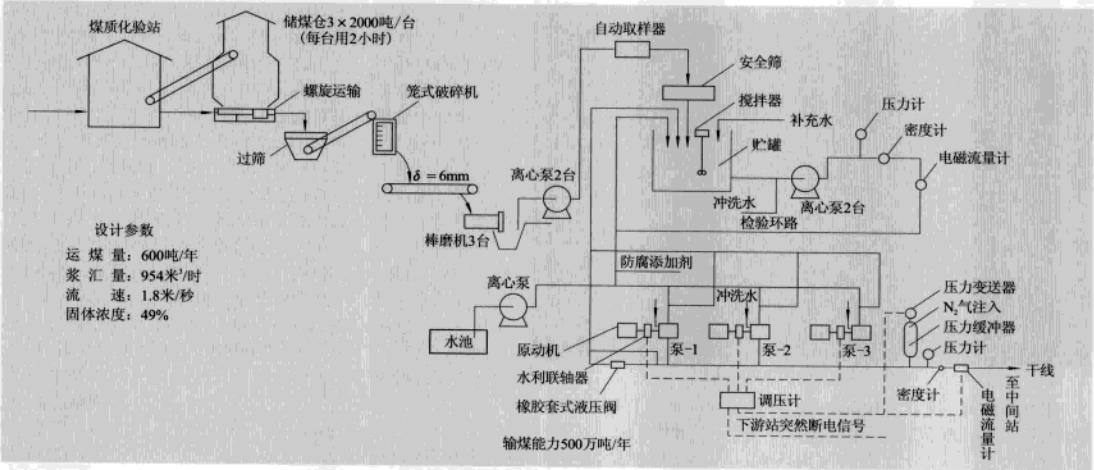 煤质化验站
储煤仓3×2000吨/台
(每台用2小时)
螺旋运输
过筛
笼式破碎机
δ=6mm
棒磨机3台
离心泵2台
自动取样器
安全筛
搅拌器
补充水
贮罐
压力计
密度计
电磁流量计
冲洗水
检验环路
离心泵2台
设计参数
运煤量：600吨/年
浆汇量：954米³/时
流速：1.8米/秒
固体浓度：49%
防腐添加剂
离心泵
水池
冲洗水
原动机
泵-1
泵-2
泵-3
水利联轴器
橡胶套式液压阀
调压计
下游站突然断电信号
压力变送器
N₂气注入
压力缓冲器
压力计
密度计
电磁流量计
干线
至中间站
输煤能力500万吨/年